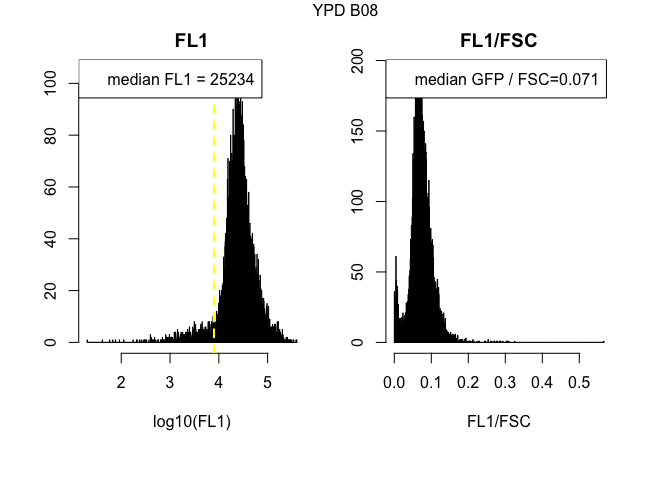 YPD B08
FL1
median FL1 = 25234
0
20
40
60
80
100
2 3 4 5
log10(FL1)
FL1/FSC
median GFP / FSC=0.071
0
50
100
150
200
0.0 0.1 0.2 0.3 0.4 0.5
FL1/FSC